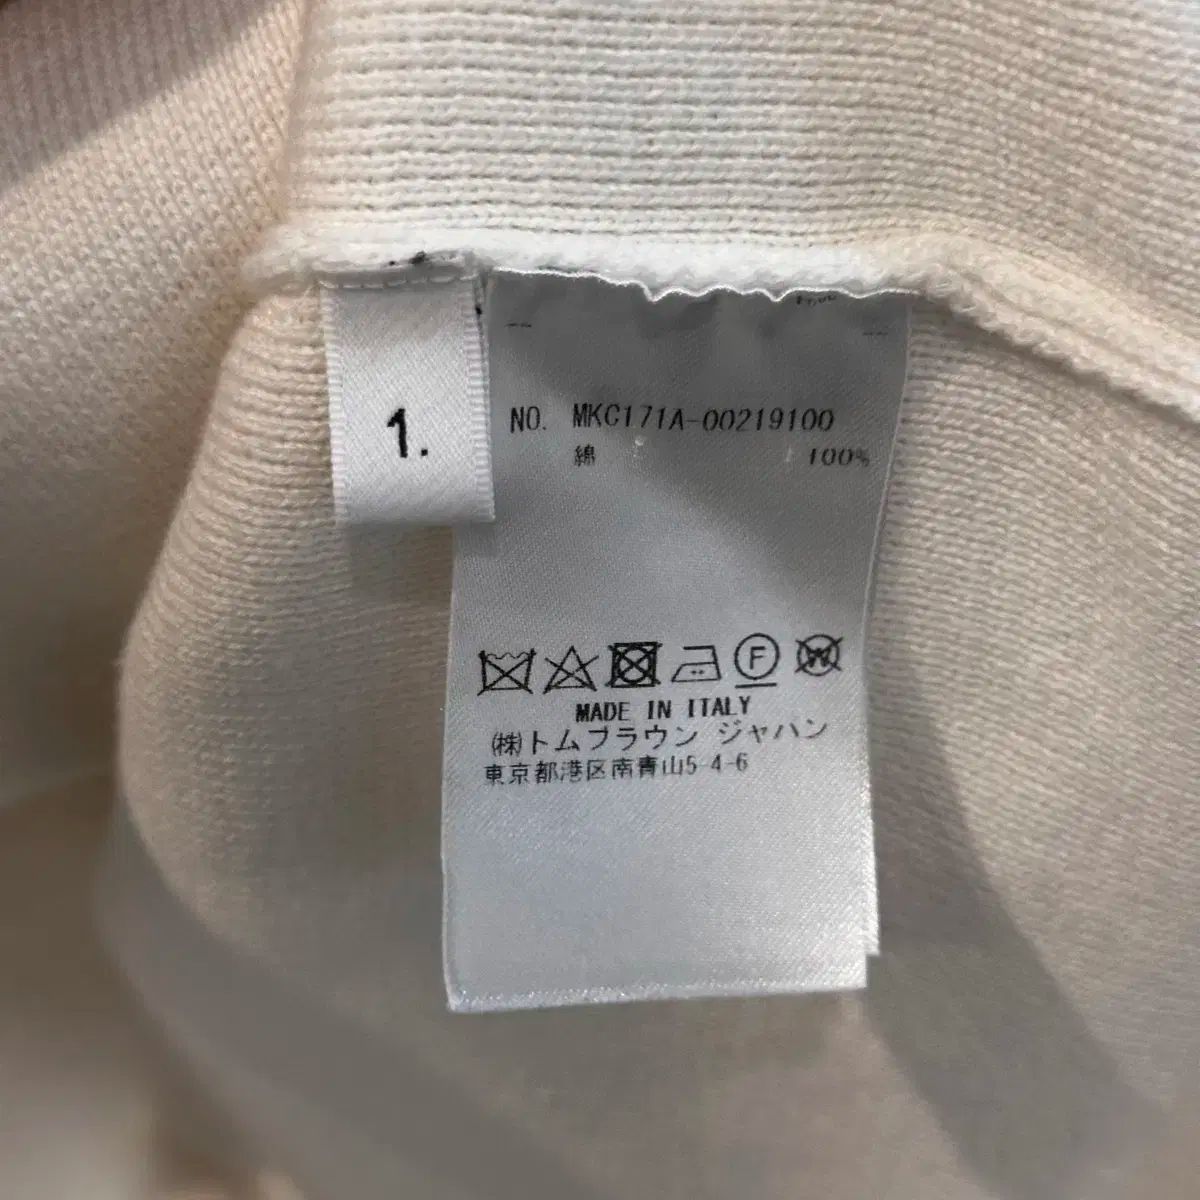 1.
NO. MKC171A-00219100
綿 100%
F
W
MADE IN ITALY
㈱トムブラウン ジャハン
東京都港区南青山5-4-6